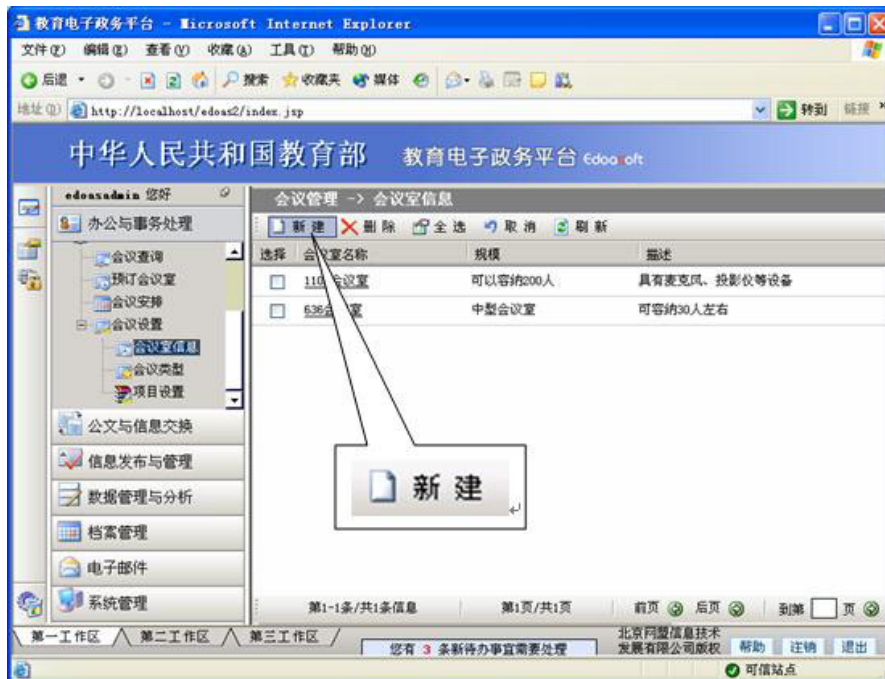 教育电子政务平台 - Microsoft Internet Explorer
文件(F) 编辑(E) 查看(V) 收藏(A) 工具(T) 帮助(H)
后退 搜索 收藏夹 媒体
地址(D) http://localhost/edoas2/index.jsp 转到 链接 »
中华人民共和国教育部 教育电子政务平台 Edoasoft
edoasadmin 您好
会议管理 -> 会议室信息
办公与事务处理
新 建 删 除 全 选 取 消 刷 新
会议查询
预订会议室
会议安排
会议设置
会议室信息
会议类型
项目设置
选择 会议室名称 规模 描述
可以容纳200人 具有麦克风、投影仪等设备
中型会议室 可容纳30人左右
公文与信息交换
信息发布与管理
数据管理与分析
档案管理
电子邮件
系统管理
新 建
第1-1条/共1条信息 第1页/共1页 前页 后页 到第 页
第一工作区 第二工作区 第三工作区
您有 3 条新待办事宜需要处理
北京网盟信息技术
发展有限公司版权
帮助 注销 退出
可信站点